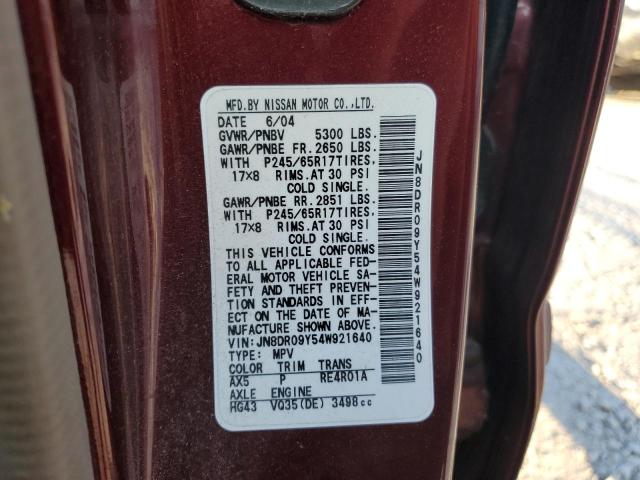 MFD.BY NISSAN MOTOR CO.,LTD.
DATE 6/04
GVWR/PNBV 5300 LBS.
GAWR/PNBE FR. 2650 LBS.
WITH P245/65R17TIRES,
17X8 RIMS.AT 30 PSI
COLD SINGLE.
GAWR/PNBE RR. 2851 LBS.
WITH P245/65R17TIRES,
17X8 RIMS.AT 30 PSI
COLD SINGLE.
THIS VEHICLE CONFORMS
TO ALL APPLICABLE FED-
ERAL MOTOR VEHICLE SA-
FETY AND THEFT PREVEN-
TION STANDARDS IN EFF-
ECT ON THE DATE OF MA-
NUFACTURE SHOWN ABOVE.
VIN: JN8DR09Y54W921640
TYPE: MPV
COLOR TRIM TRANS
AX5 P RE4R01A
AXLE ENGINE
HG43 VQ35(DE) 3498cc
JN8DR09Y54W921640